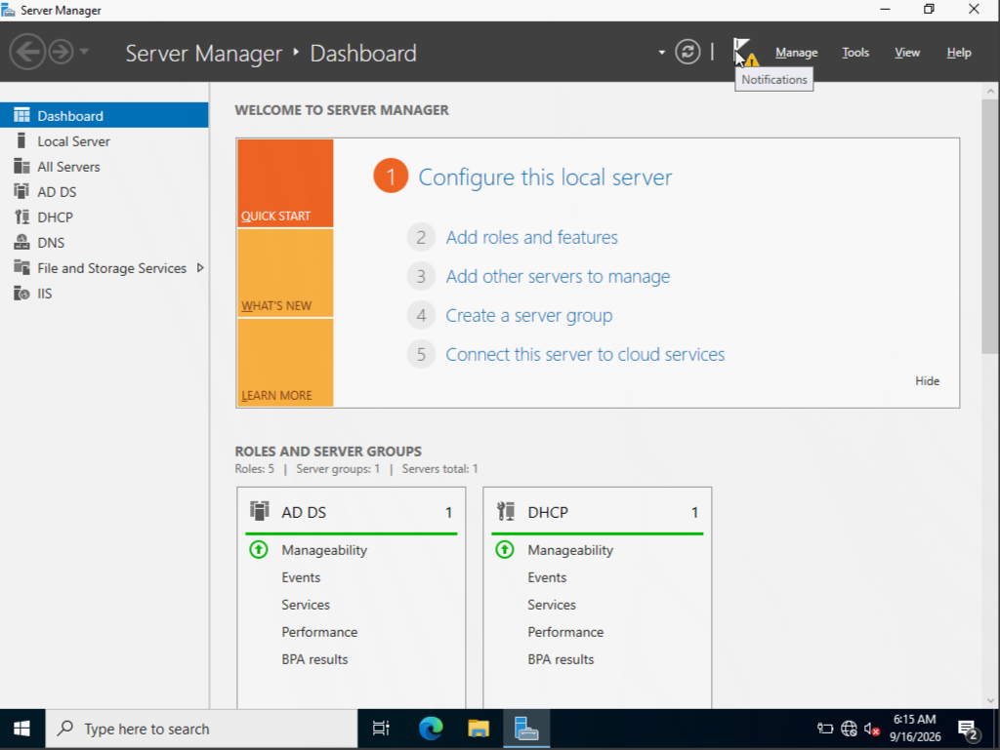 Server Manager
Server Manager ‣ Dashboard
Manage Tools View Help
Notifications
Dashboard
Local Server
All Servers
AD DS
DHCP
DNS
File and Storage Services
IIS
WELCOME TO SERVER MANAGER
QUICK START
WHAT'S NEW
LEARN MORE
1 Configure this local server
2 Add roles and features
3 Add other servers to manage
4 Create a server group
5 Connect this server to cloud services
Hide
ROLES AND SERVER GROUPS
Roles: 5 | Server groups: 1 | Servers total: 1
AD DS 1
Manageability
Events
Services
Performance
BPA results
DHCP 1
Manageability
Events
Services
Performance
BPA results
Type here to search
6:15 AM
9/16/2026
2